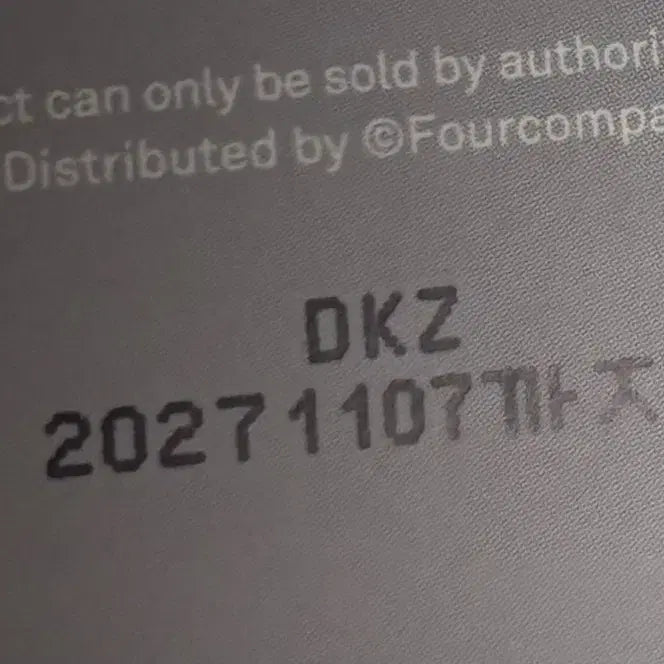 ct can only be sold by authori
Distributed by ©Fourcompa
DKZ
20271107까지